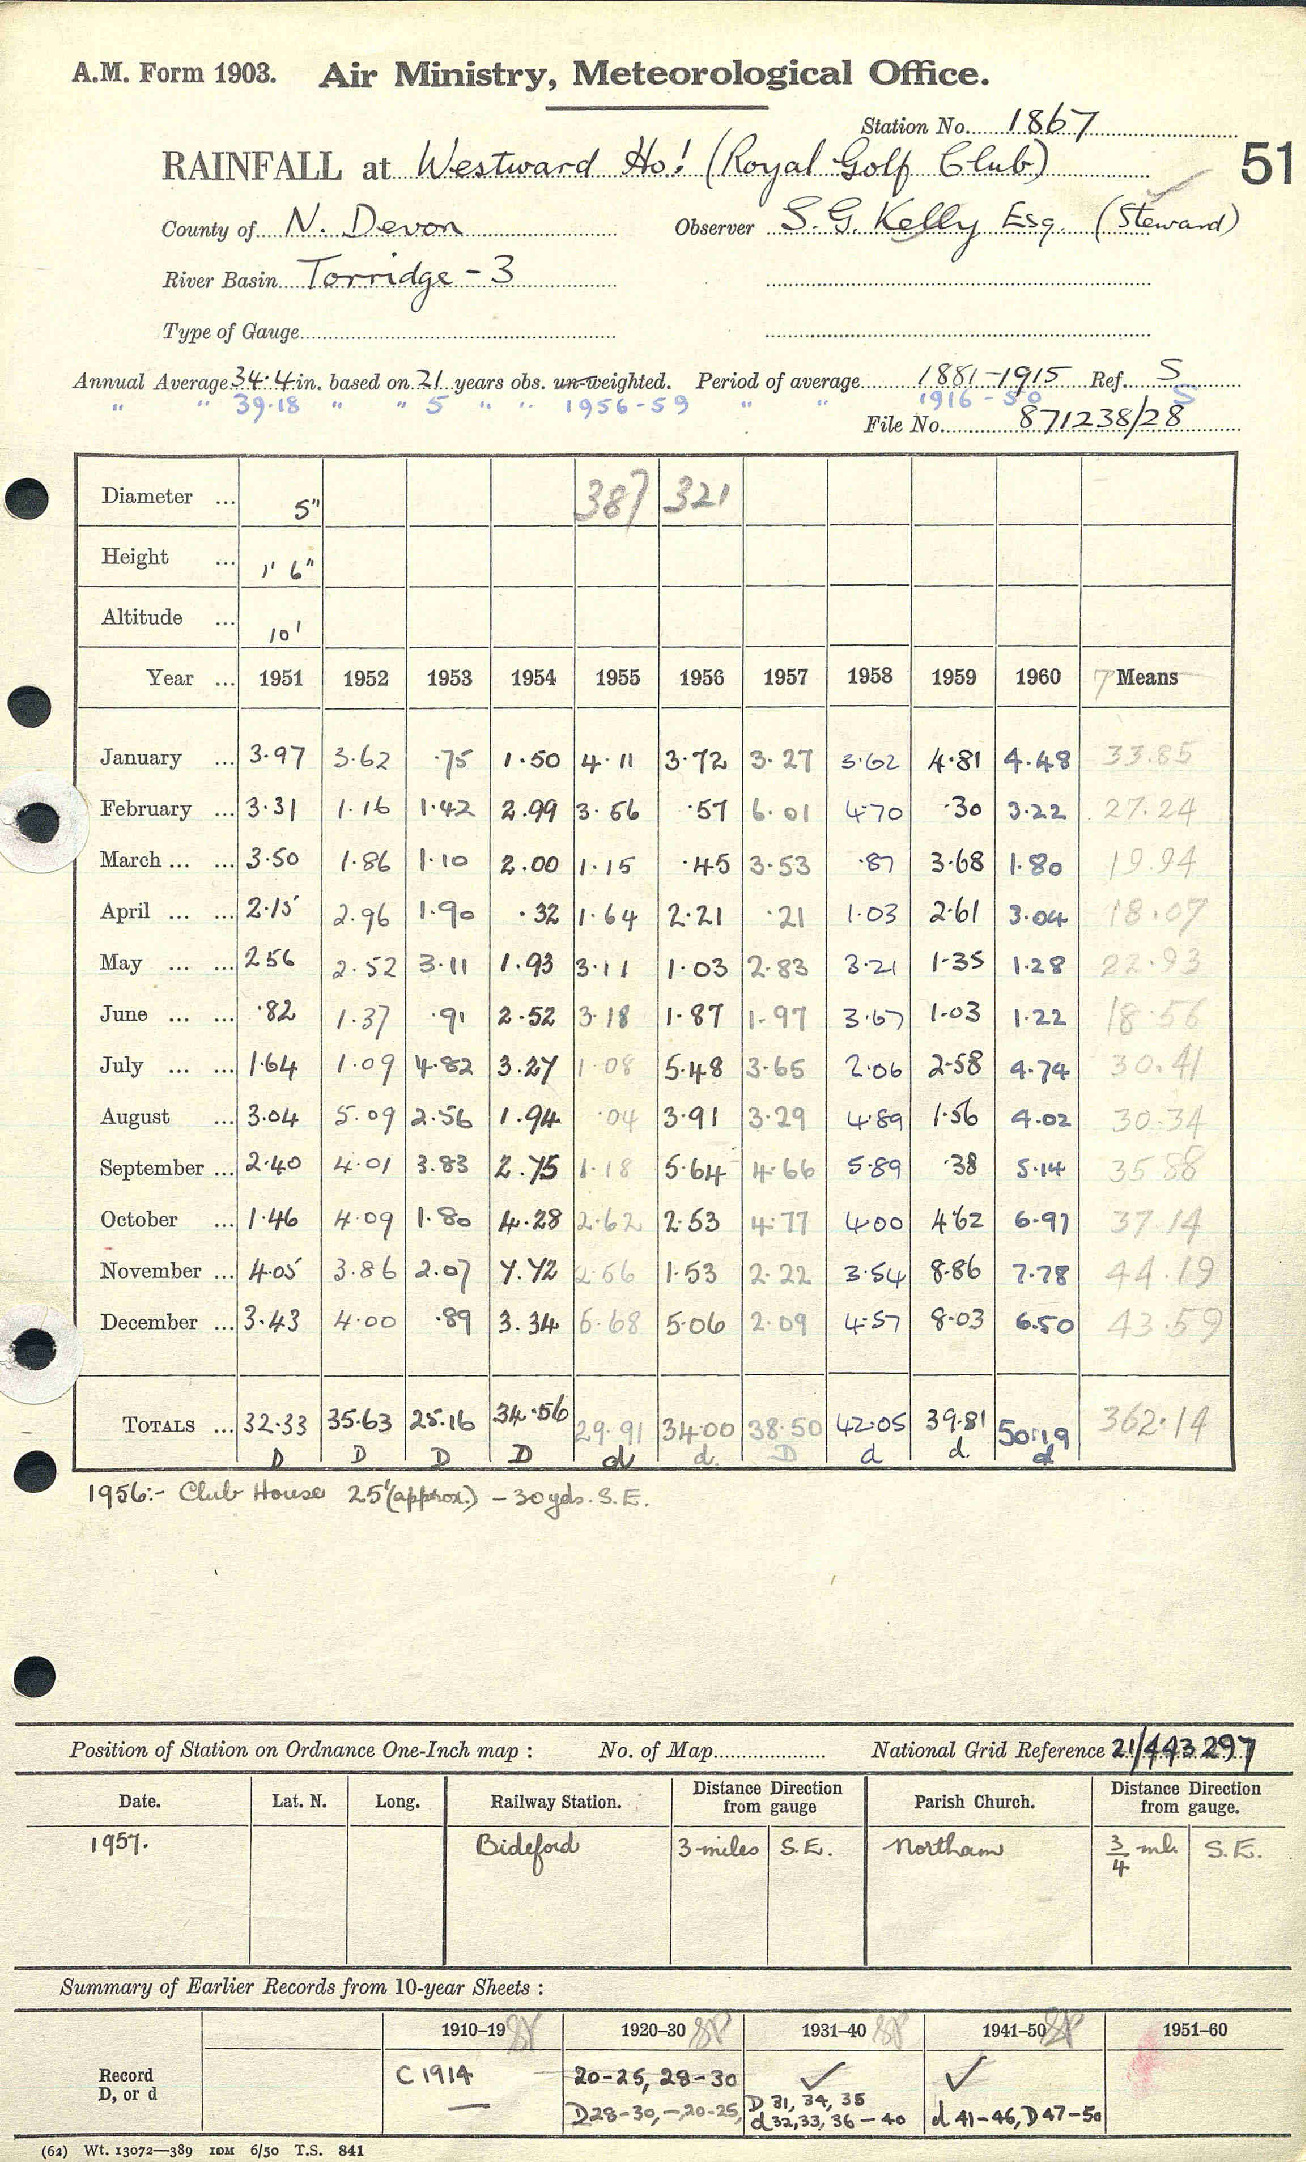 A.M. Form 1903. Air Ministry, Meteorological Office.
Station No. 1867
RAINFALL at Westward Ho! (Royal Golf Club) 51
County of N. Devon Observer S.G. Kelly Esq. (Steward)
River Basin Torridge - 3
Type of Gauge
Annual Average 34.4 in. based on 21 years obs. un-weighted. Period of average 1881-1915 Ref. S
" " 39.18 " " 5 " " 1956-59 " " 1916-50 S
File No. 871238/28
Diameter ... 5" 387 321
Height ... 1' 6"
Altitude ... 10'
Year ... 1951 1952 1953 1954 1955 1956 1957 1958 1959 1960 Means
January ... 3.97 3.62 .75 1.50 4.11 3.72 3.27 3.62 4.81 4.48 33.85
February ... 3.31 1.16 1.42 2.99 3.56 .57 6.01 4.70 .30 3.22 27.24
March ... ... 3.50 1.86 1.10 2.00 1.15 .45 3.53 .87 3.68 1.80 19.94
April ... ... 2.15 2.96 1.90 .32 1.64 2.21 .21 1.03 2.61 3.04 18.07
May ... ... 2.56 2.52 3.11 1.93 3.11 1.03 2.83 3.21 1.35 1.28 22.93
June ... ... .82 1.37 .91 2.52 3.18 1.87 1.97 3.67 1.03 1.22 18.56
July ... ... 1.64 1.09 4.82 3.27 1.08 5.48 3.65 2.06 2.58 4.74 30.41
August ... 3.04 5.09 2.56 1.94 .04 3.91 3.29 4.89 1.56 4.02 30.34
September ... 2.40 4.01 3.83 2.75 1.18 5.64 4.66 5.89 .38 5.14 35.88
October ... 1.46 4.09 1.80 4.28 2.62 2.53 4.77 4.00 4.62 6.97 37.14
November ... 4.05 3.86 2.07 7.72 2.56 1.53 2.22 3.54 8.86 7.78 44.19
December ... 3.43 4.00 .89 3.34 5.68 5.06 2.09 4.57 8.03 6.50 43.59
TOTALS ... 32.33 35.63 25.16 34.56 29.91 34.00 38.50 42.05 39.81 50.19 362.14
D D D D d d. D d d. d
1956:- Club House 25' (approx.) - 30yds. S.E.
Position of Station on Ordnance One-Inch map : No. of Map National Grid Reference 21/443 297
Date. Lat. N. Long. Railway Station. Distance Direction from gauge Parish Church. Distance Direction from gauge.
1957. Bideford 3 miles S.E. Northam 3/4 ml. S.E.
Summary of Earlier Records from 10-year Sheets :
1910-19 1920-30 1931-40 1941-50 1951-60
Record C1914 20-25, 28-30 ✓ ✓
D, or d — D28-30, -, 20-25, D 31, 34, 35 d 32,33, 36-40 d 41-46, D 47-50
(62) Wt. 13072—389 10M 6/50 T.S. 841